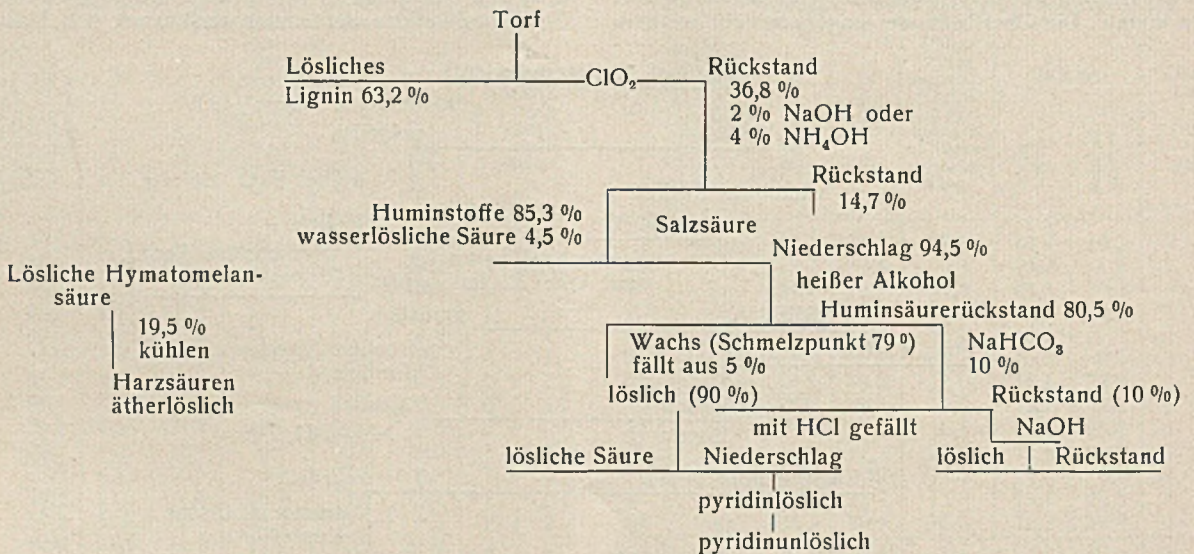 Torf
Lösliches
Lignin 63,2 %
ClO₂
Rückstand
36,8 %
2 % NaOH oder
4 % NH₄OH
Rückstand
14,7 %
Huminstoffe 85,3 %
wasserlösliche Säure 4,5 %
Salzsäure
Niederschlag 94,5 %
Lösliche Hymatomelan-
säure
19,5 %
kühlen
Harzsäuren
ätherlöslich
heißer Alkohol
Huminsäurerückstand 80,5 %
Wachs (Schmelzpunkt 79 °)
fällt aus 5 %
NaHCO₃
10 %
löslich (90 %)
Rückstand (10 %)
mit HCl gefällt
NaOH
lösliche Säure
Niederschlag
löslich
Rückstand
pyridinlöslich
pyridinunlöslich